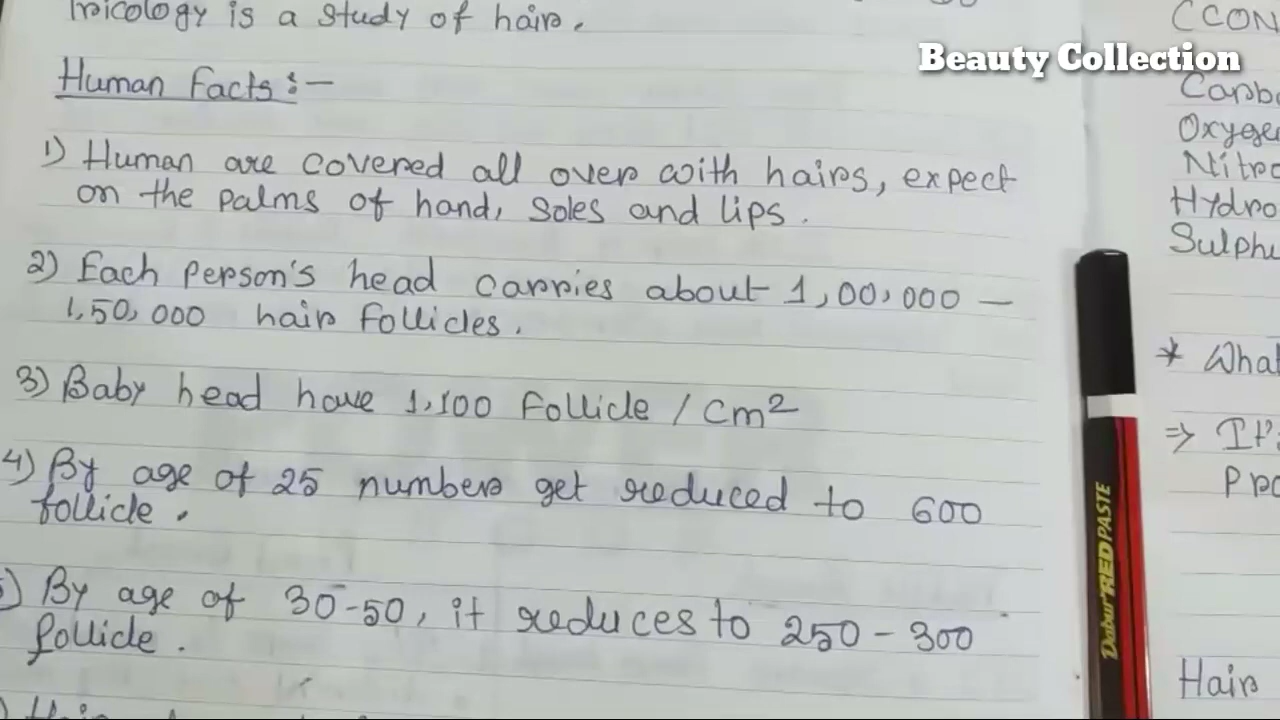 Tricology is a study of hair.
Human Facts :-
1) Human are covered all over with hairs, expect
on the palms of hand, Soles and lips.
2) Each person's head carries about 1,00,000 –
1,50,000 hair follicles.
3) Baby head have 1,100 follicle / cm²
4) By age of 25 numbers get reduced to 600
follicle.
5) By age of 30-50, it reduces to 250 – 300
follicle.
Beauty Collection
(CON
Carbo
Oxygen
Nitro
Hydro
Sulphu
* What
⇒ It's
Pro
Hair
Dabur RED PASTE